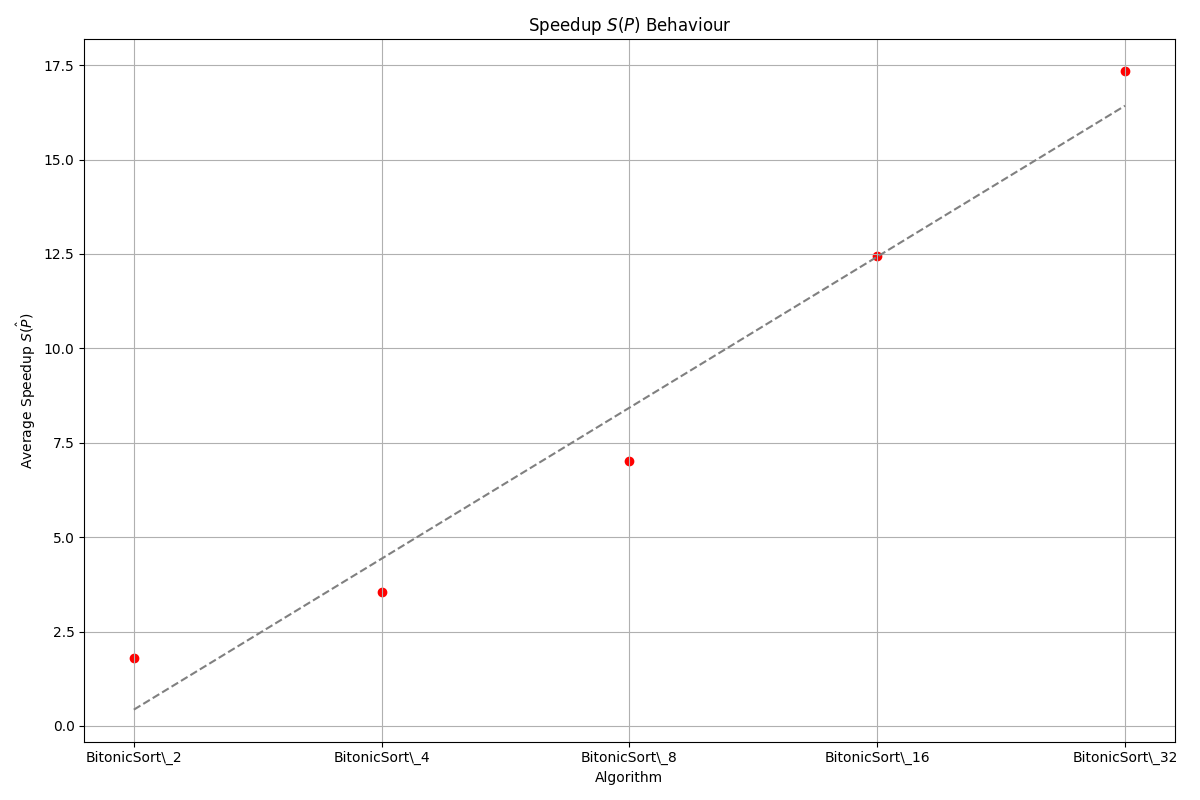 Speedup S(P) Behaviour
17.5
15.0
12.5
10.0
7.5
5.0
2.5
0.0
Average Speedup Ŝ(P)
BitonicSort\_2 BitonicSort\_4 BitonicSort\_8 BitonicSort\_16 BitonicSort\_32
Algorithm